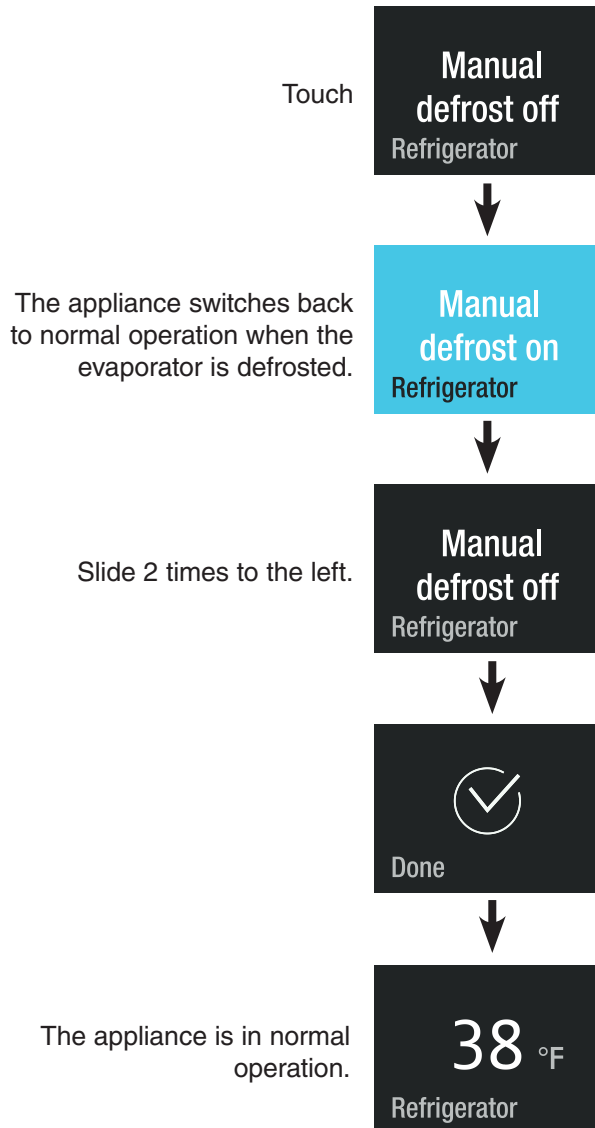 Touch
Manual
defrost off
Refrigerator
The appliance switches back
to normal operation when the
evaporator is defrosted.
Manual
defrost on
Refrigerator
Slide 2 times to the left.
Manual
defrost off
Refrigerator
Done
The appliance is in normal
operation.
38 °F
Refrigerator